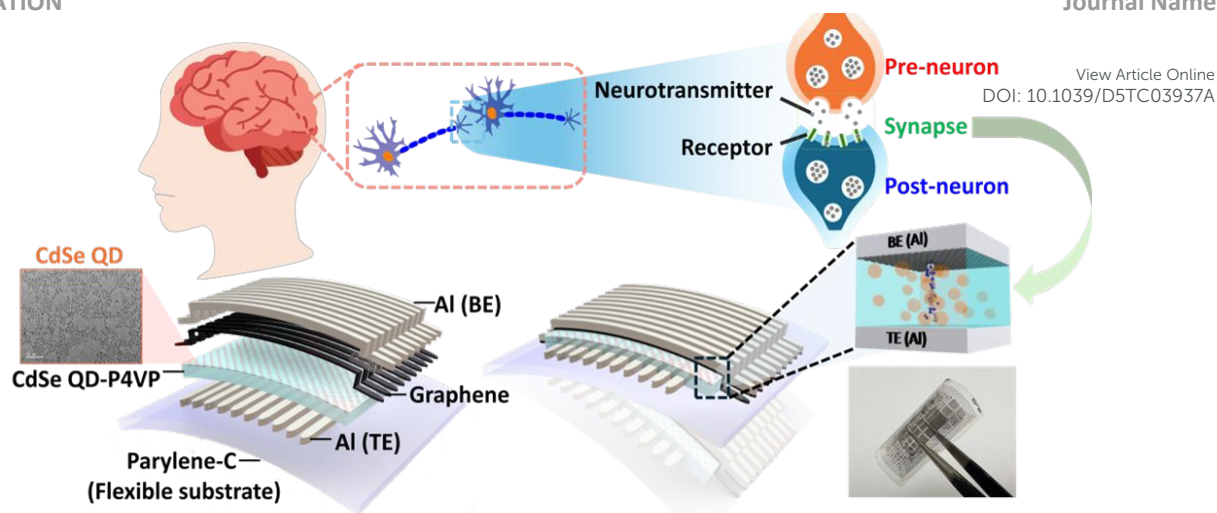 ATION
Journal Name
View Article Online
DOI: 10.1039/D5TC03937A
Pre-neuron
Neurotransmitter
Synapse
Receptor
Post-neuron
CdSe QD
Al (BE)
CdSe QD-P4VP
Graphene
Al (TE)
Parylene-C
(Flexible substrate)
BE (Al)
TE (Al)